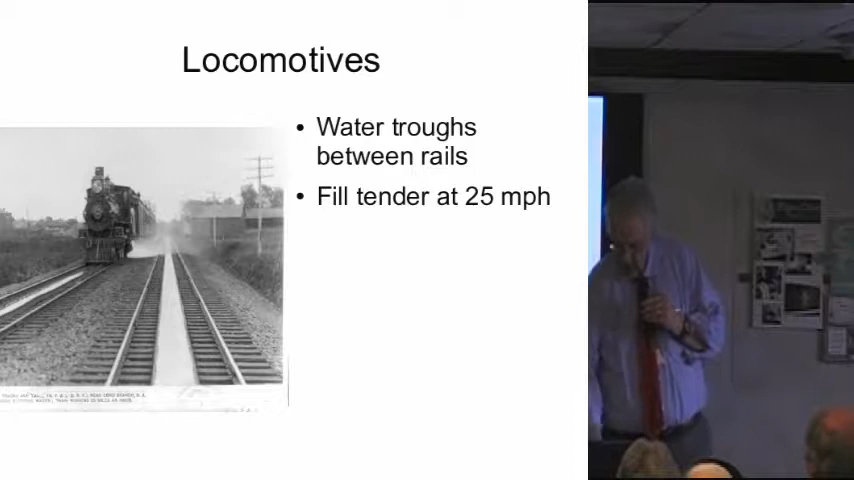 Locomotives
• Water troughs
between rails
• Fill tender at 25 mph